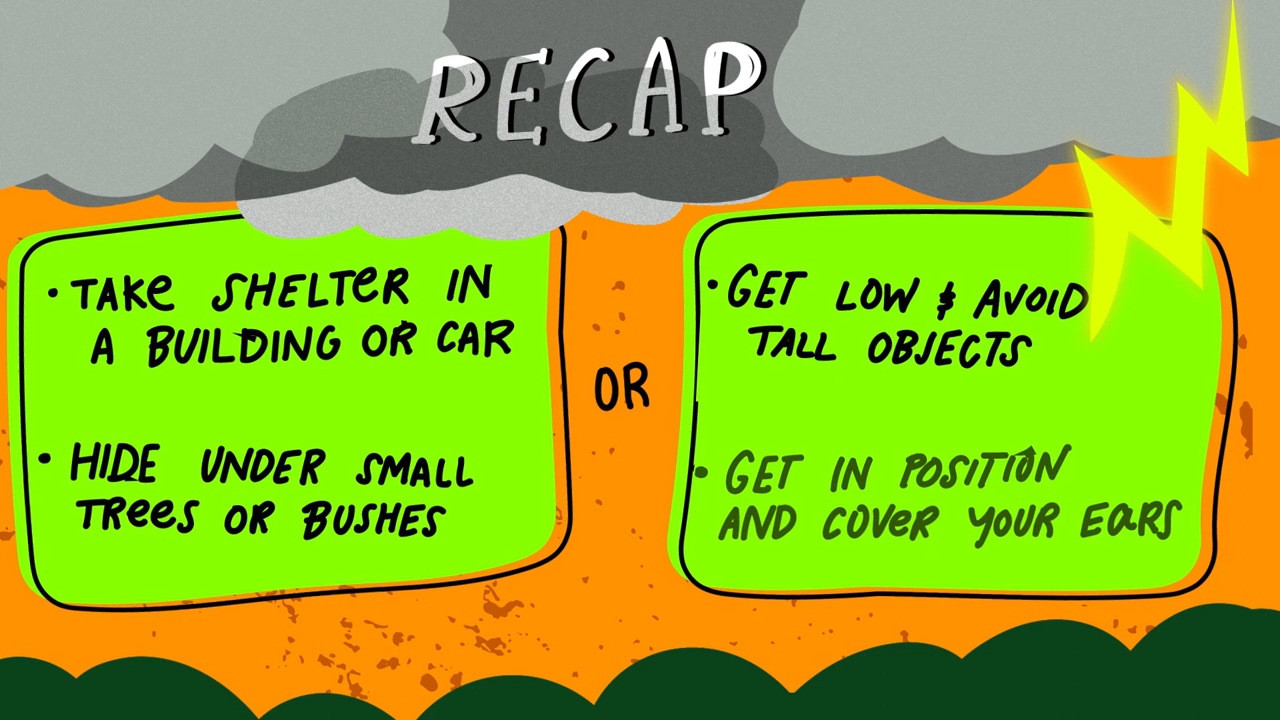 RECAP
• TAKE SHELTER IN
A BUILDING OR CAR
• HIDE UNDER SMALL
TREES OR BUSHES
OR
• GET LOW & AVOID
TALL OBJECTS
• GET IN POSITION
AND COVER YOUR EARS